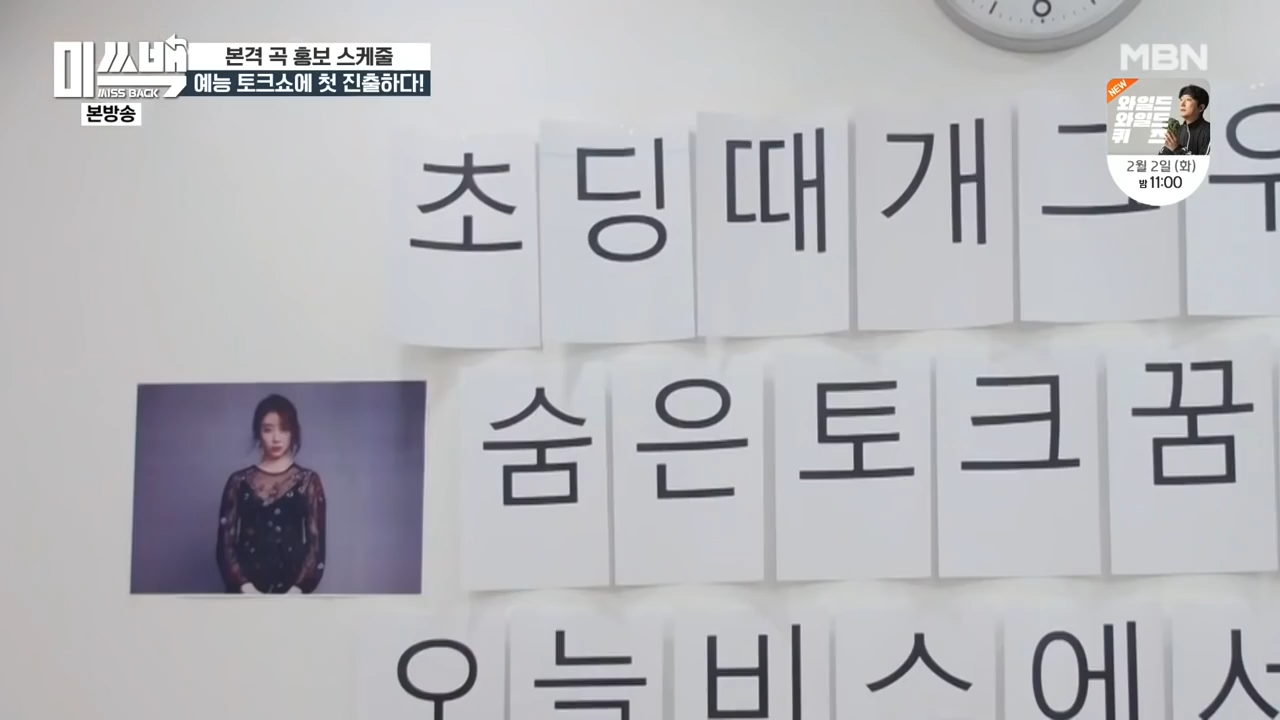 미쓰백
MISS BACK
본방송
본격 곡 홍보 스케줄
예능 토크쇼에 첫 진출하다!
MBN
NEW
와일드
와일드
퀴즈
2월 2일 (화)
밤 11:00
초딩때개그우
숨은토크꿈
오늘비스에서